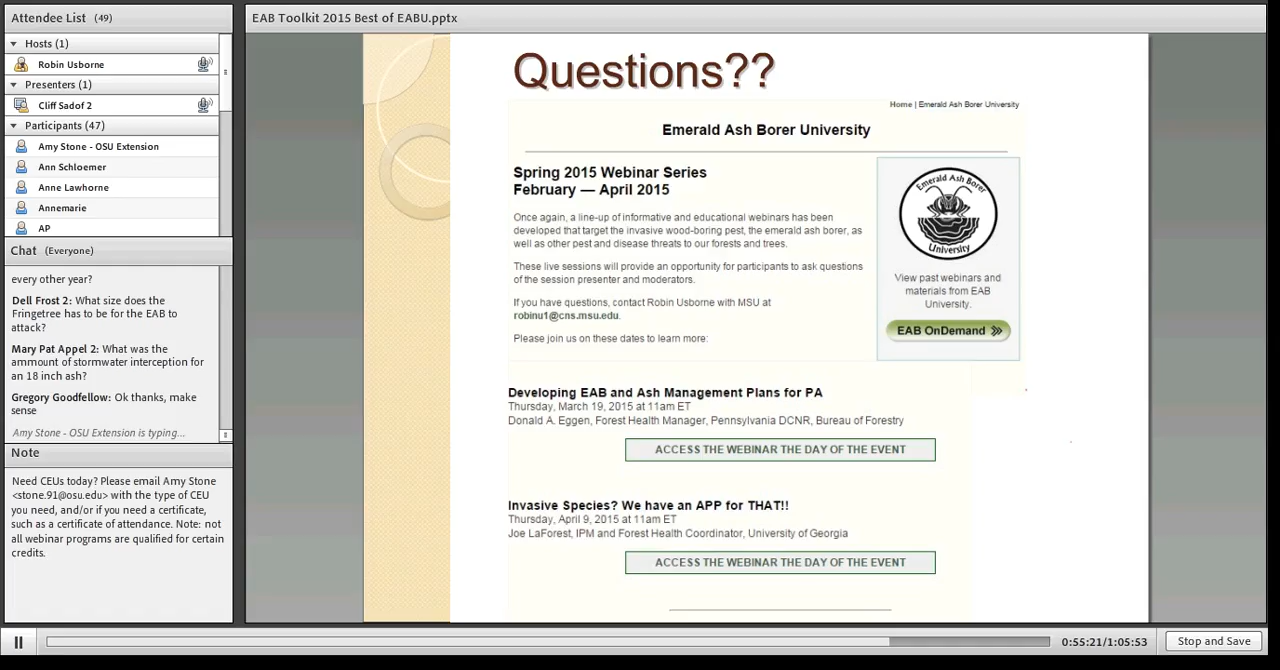 Attendee List (49)
Hosts (1)
Robin Usborne
Presenters (1)
Cliff Sadof 2
Participants (47)
Amy Stone - OSU Extension
Ann Schloemer
Anne Lawhorne
Annemarie
AP
Chat (Everyone)
every other year?
Dell Frost 2: What size does the
Fringetree has to be for the EAB to
attack?
Mary Pat Appel 2: What was the
ammount of stormwater interception for
an 18 inch ash?
Gregory Goodfellow: Ok thanks, make
sense
Amy Stone - OSU Extension is typing...
Note
Need CEUs today? Please email Amy Stone
<stone.91@osu.edu> with the type of CEU
you need, and/or if you need a certificate,
such as a certificate of attendance. Note: not
all webinar programs are qualified for certain
credits.
EAB Toolkit 2015 Best of EABU.pptx
Questions??
Home | Emerald Ash Borer University
Emerald Ash Borer University
Spring 2015 Webinar Series
February — April 2015
Once again, a line-up of informative and educational webinars has been
developed that target the invasive wood-boring pest, the emerald ash borer, as
well as other pest and disease threats to our forests and trees.
These live sessions will provide an opportunity for participants to ask questions
of the session presenter and moderators.
If you have questions, contact Robin Usborne with MSU at
robinu1@cns.msu.edu.
Please join us on these dates to learn more:
Emerald Ash Borer
University
View past webinars and
materials from EAB
University.
EAB OnDemand
Developing EAB and Ash Management Plans for PA
Thursday, March 19, 2015 at 11am ET
Donald A. Eggen, Forest Health Manager, Pennsylvania DCNR, Bureau of Forestry
ACCESS THE WEBINAR THE DAY OF THE EVENT
Invasive Species? We have an APP for THAT!!
Thursday, April 9, 2015 at 11am ET
Joe LaForest, IPM and Forest Health Coordinator, University of Georgia
ACCESS THE WEBINAR THE DAY OF THE EVENT
0:55:21/1:05:53
Stop and Save